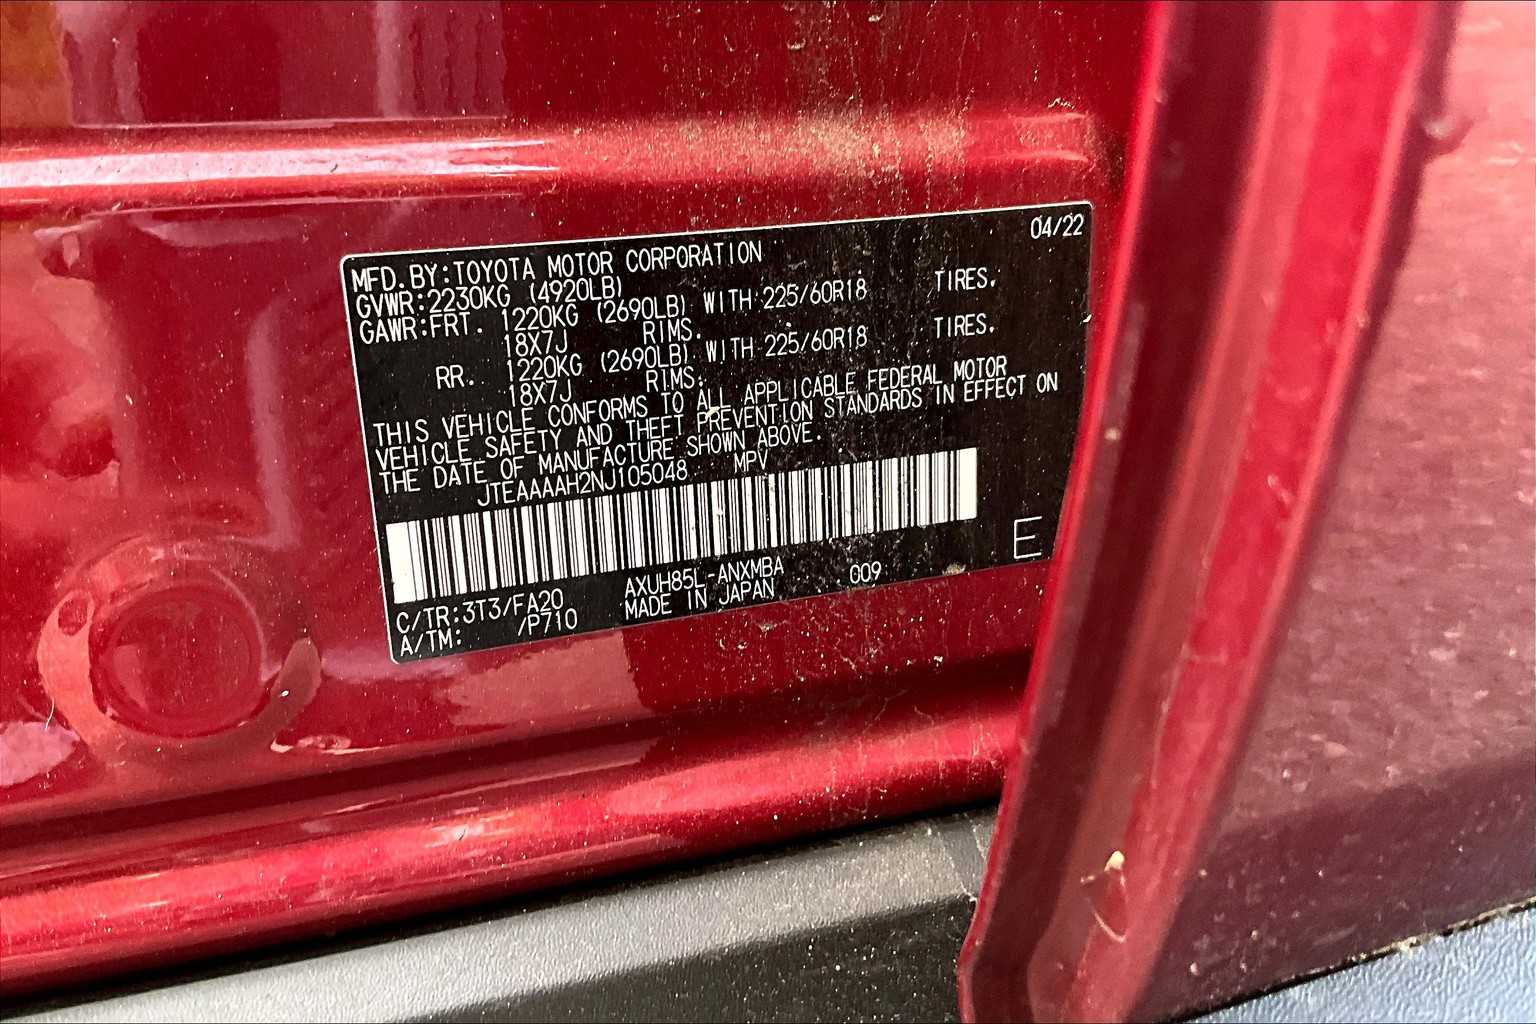 04/22
MFD.BY:TOYOTA MOTOR CORPORATION
GVWR:2230KG (4920LB)
GAWR:FRT. 1220KG (2690LB) WITH 225/60R18 TIRES.
18X7J RIMS.
RR. 1220KG (2690LB) WITH 225/60R18 TIRES.
18X7J RIMS.
THIS VEHICLE CONFORMS TO ALL APPLICABLE FEDERAL MOTOR
VEHICLE SAFETY AND THEFT PREVENTION STANDARDS IN EFFECT ON
THE DATE OF MANUFACTURE SHOWN ABOVE.
JTEAAAAH2NJ105048 MPV
E
C/TR:3T3/FA20 AXUH85L-ANXMBA G09
A/TM: /P710 MADE IN JAPAN